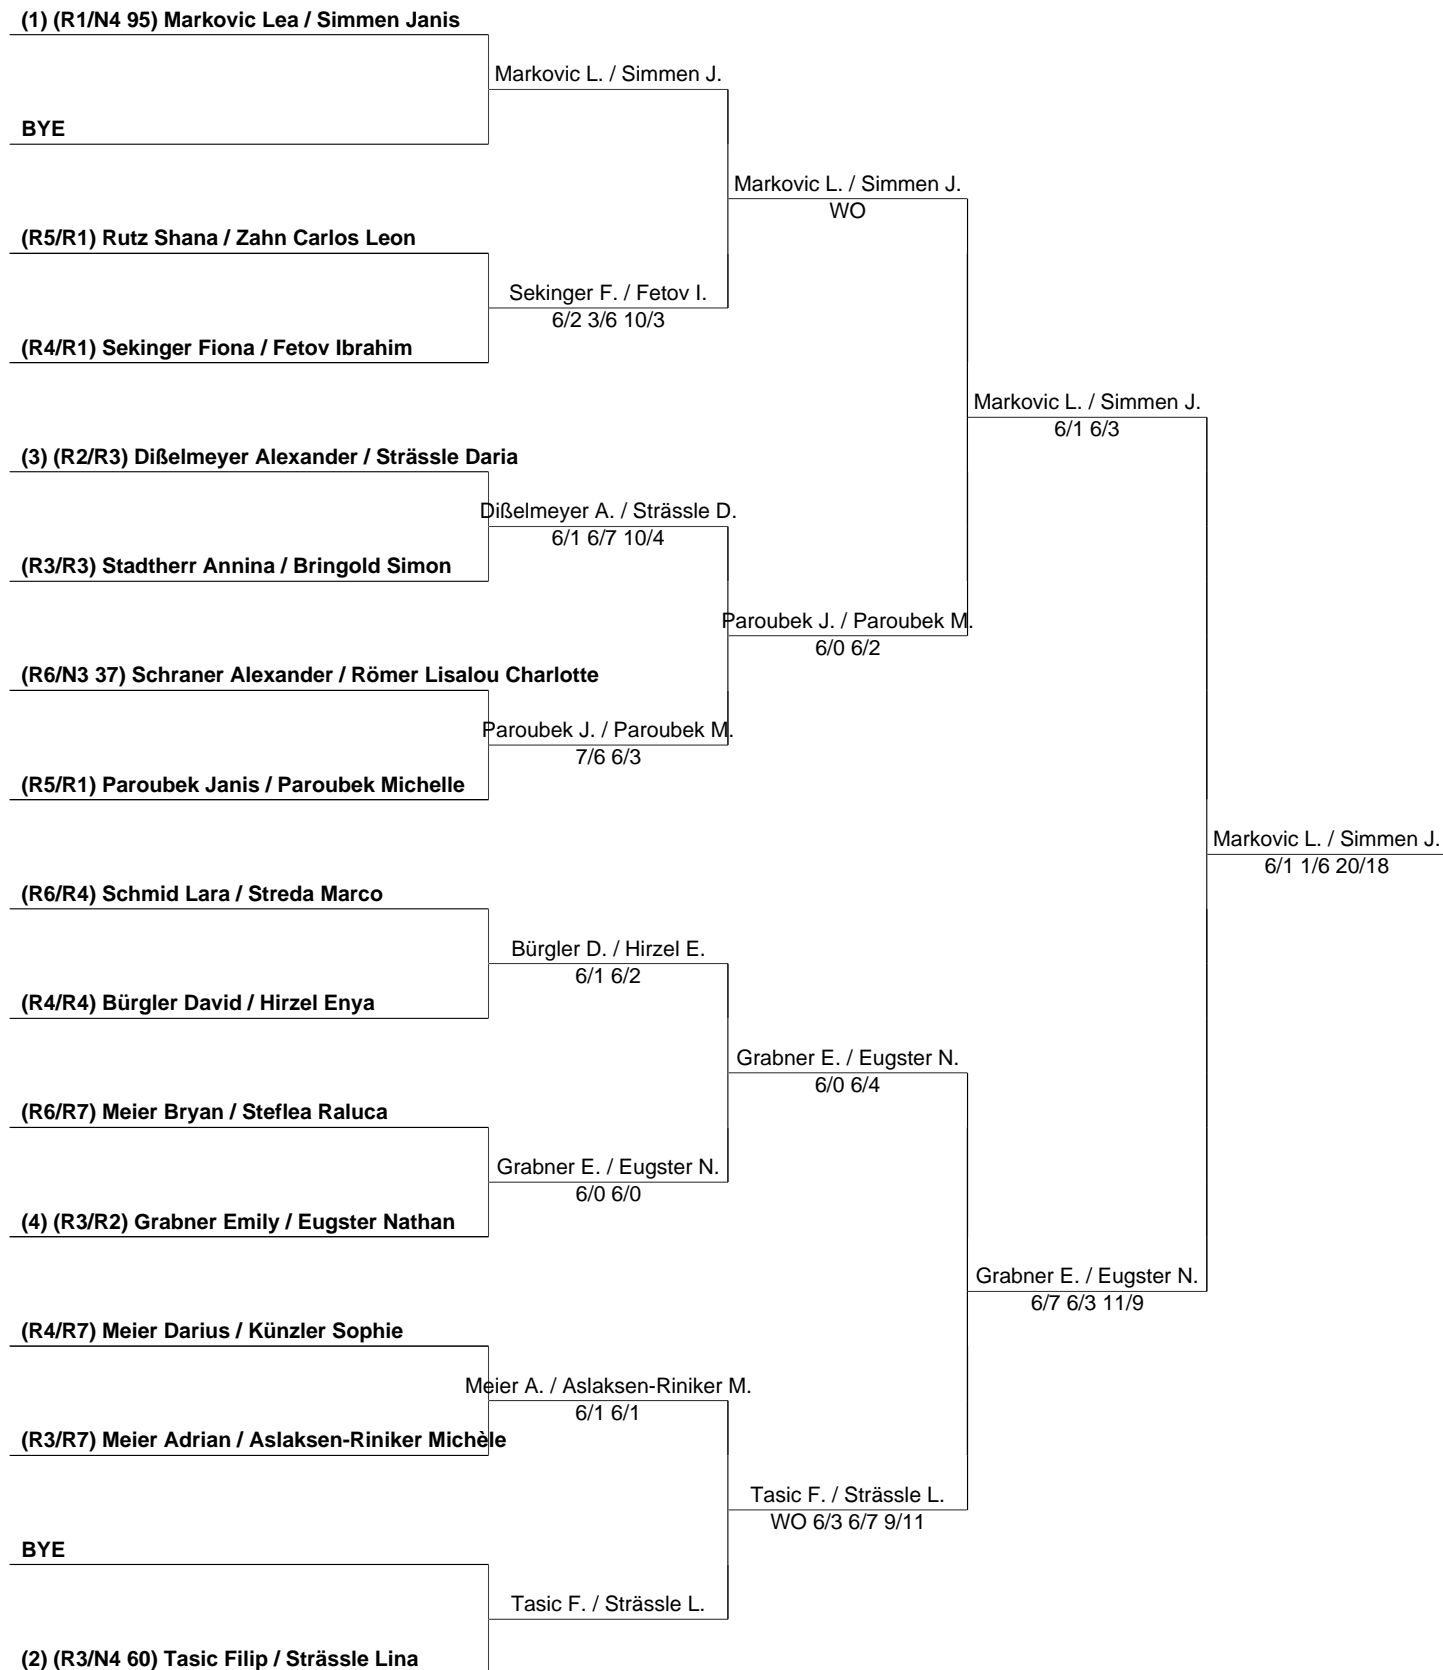 (1) (R1/N4 95) Markovic Lea / Simmen Janis
Markovic L. / Simmen J.
BYE
Markovic L. / Simmen J.
WO
(R5/R1) Rutz Shana / Zahn Carlos Leon
Sekinger F. / Fetov I.
6/2 3/6 10/3
(R4/R1) Sekinger Fiona / Fetov Ibrahim
Markovic L. / Simmen J.
6/1 6/3
(3) (R2/R3) Dißelmeyer Alexander / Strässle Daria
Dißelmeyer A. / Strässle D.
6/1 6/7 10/4
(R3/R3) Stadtherr Annina / Bringold Simon
Paroubek J. / Paroubek M.
6/0 6/2
(R6/N3 37) Schraner Alexander / Römer Lisalou Charlotte
Paroubek J. / Paroubek M.
7/6 6/3
(R5/R1) Paroubek Janis / Paroubek Michelle
Markovic L. / Simmen J.
6/1 1/6 20/18
(R6/R4) Schmid Lara / Streda Marco
Bürgler D. / Hirzel E.
6/1 6/2
(R4/R4) Bürgler David / Hirzel Enya
Grabner E. / Eugster N.
6/0 6/4
(R6/R7) Meier Bryan / Steflea Raluca
Grabner E. / Eugster N.
6/0 6/0
(4) (R3/R2) Grabner Emily / Eugster Nathan
Grabner E. / Eugster N.
6/7 6/3 11/9
(R4/R7) Meier Darius / Künzler Sophie
Meier A. / Aslaksen-Riniker M.
6/1 6/1
(R3/R7) Meier Adrian / Aslaksen-Riniker Michèle
Tasic F. / Strässle L.
WO 6/3 6/7 9/11
BYE
Tasic F. / Strässle L.
(2) (R3/N4 60) Tasic Filip / Strässle Lina